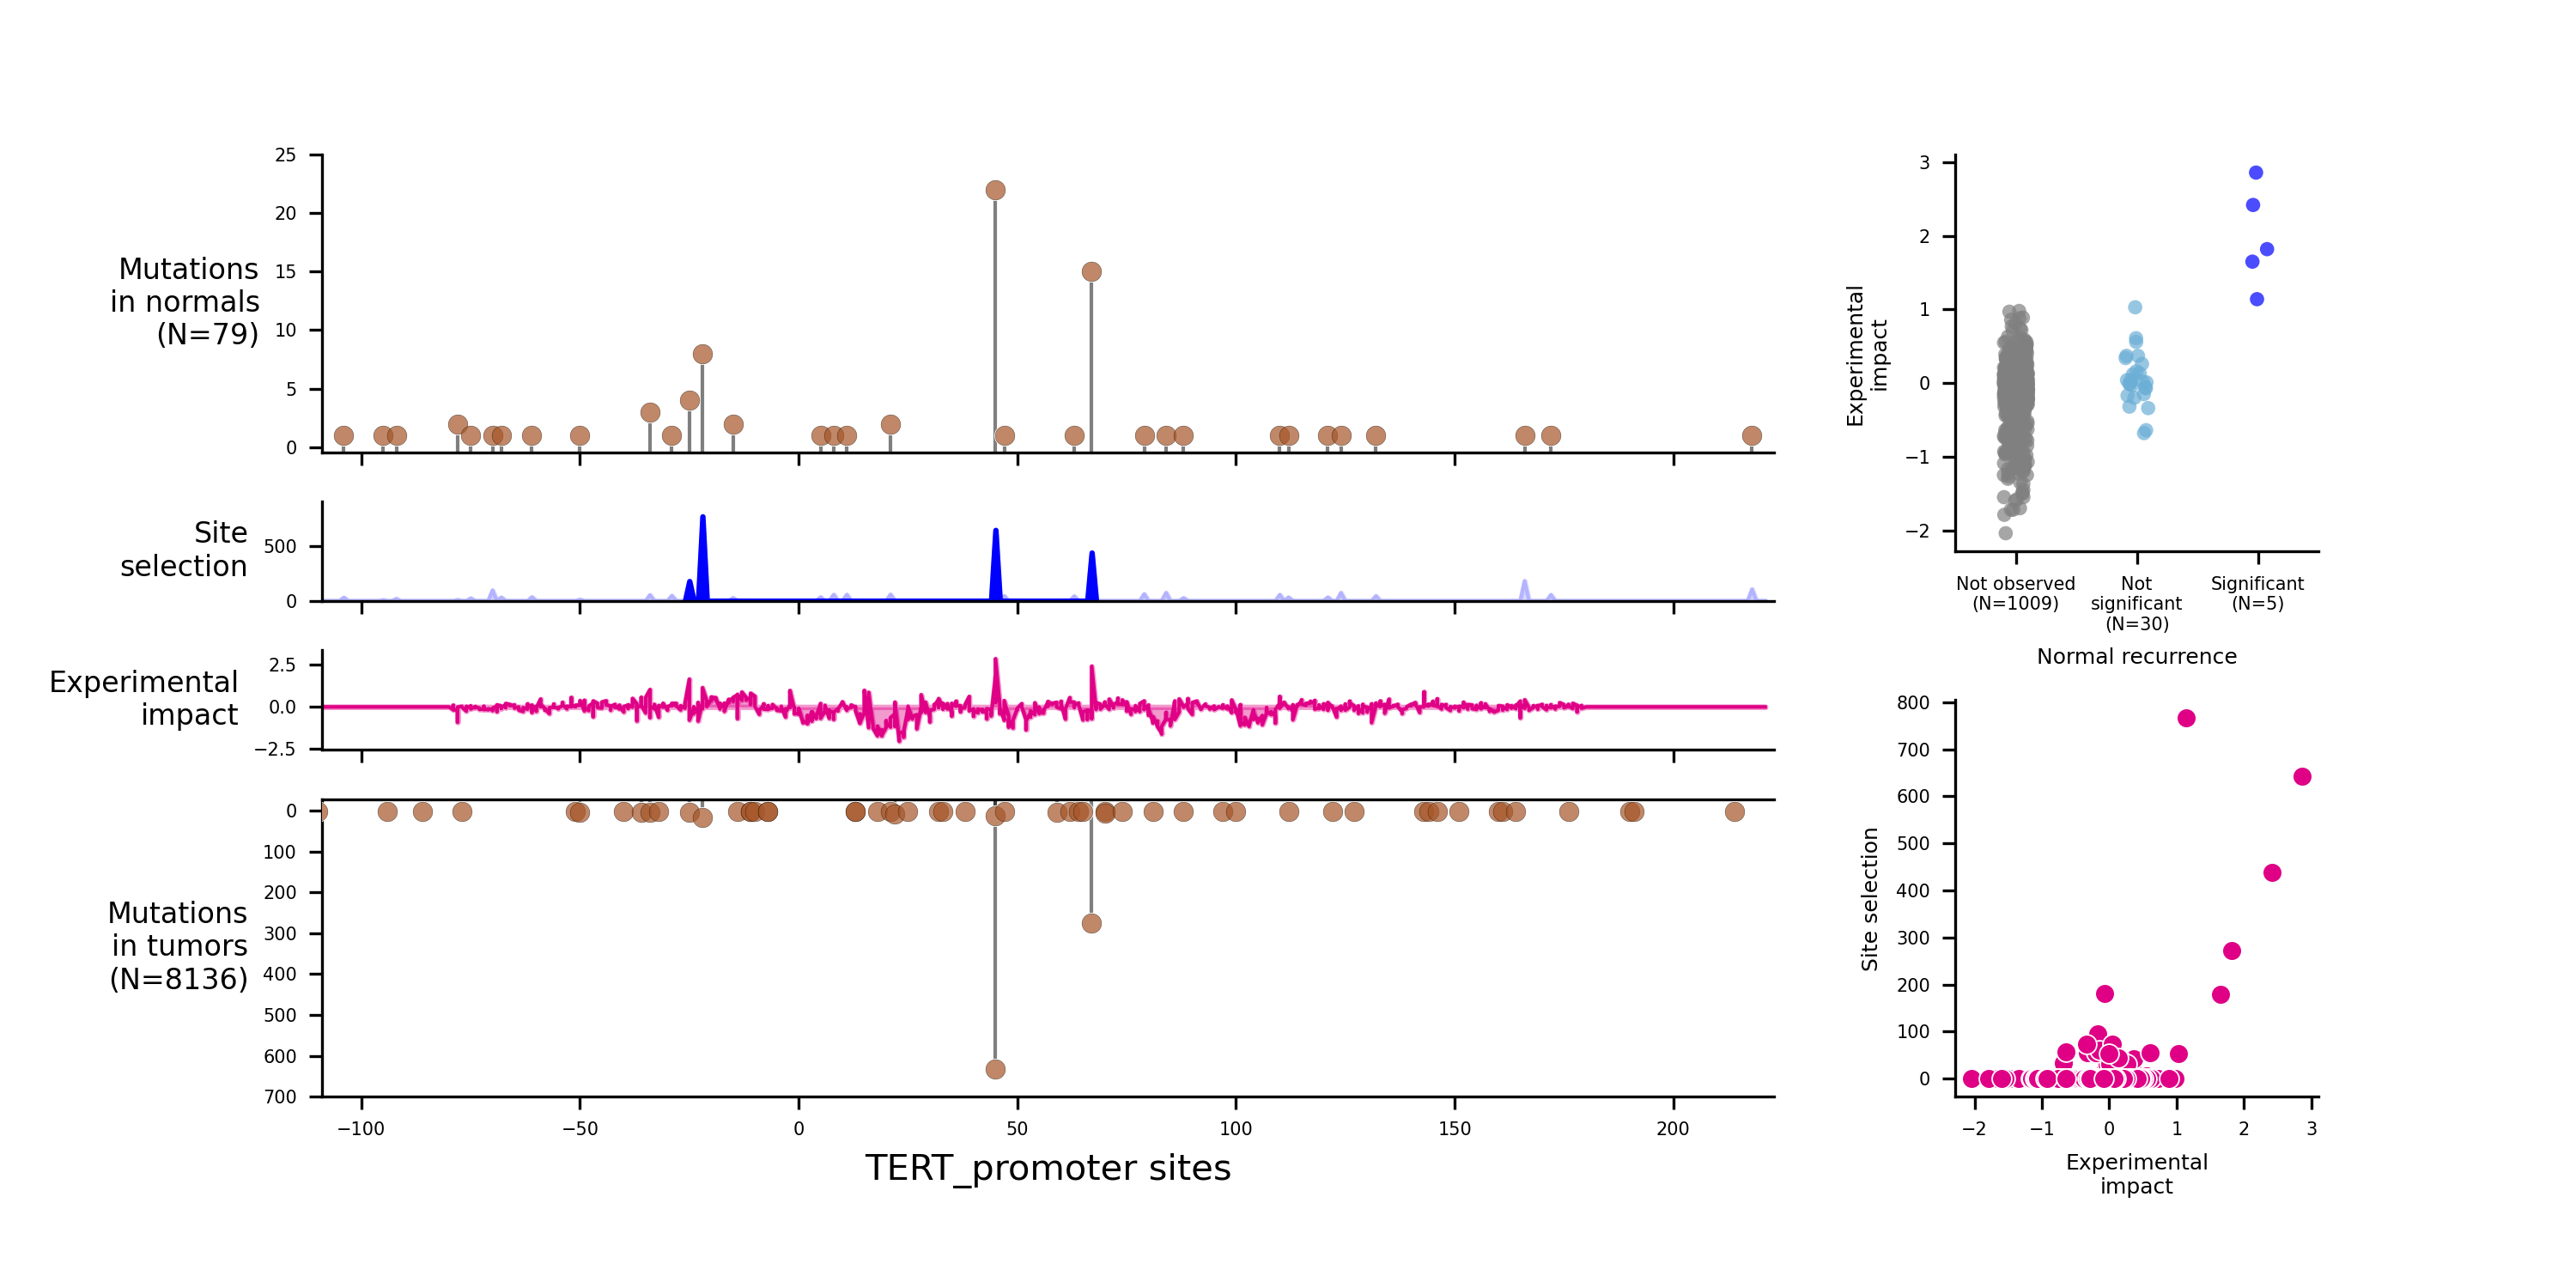 25
20
15
10
5
0
Mutations
in normals
(N=79)
Site
selection
500
0
Experimental
impact
2.5
0.0
−2.5
Mutations
in tumors
(N=8136)
0
100
200
300
400
500
600
700
−100
−50
0
50
100
150
200
TERT_promoter sites
Experimental
impact
3
2
1
0
−1
−2
Not observed
(N=1009)
Not
significant
(N=30)
Significant
(N=5)
Normal recurrence
Site selection
800
700
600
500
400
300
200
100
0
−2
−1
0
1
2
3
Experimental
impact